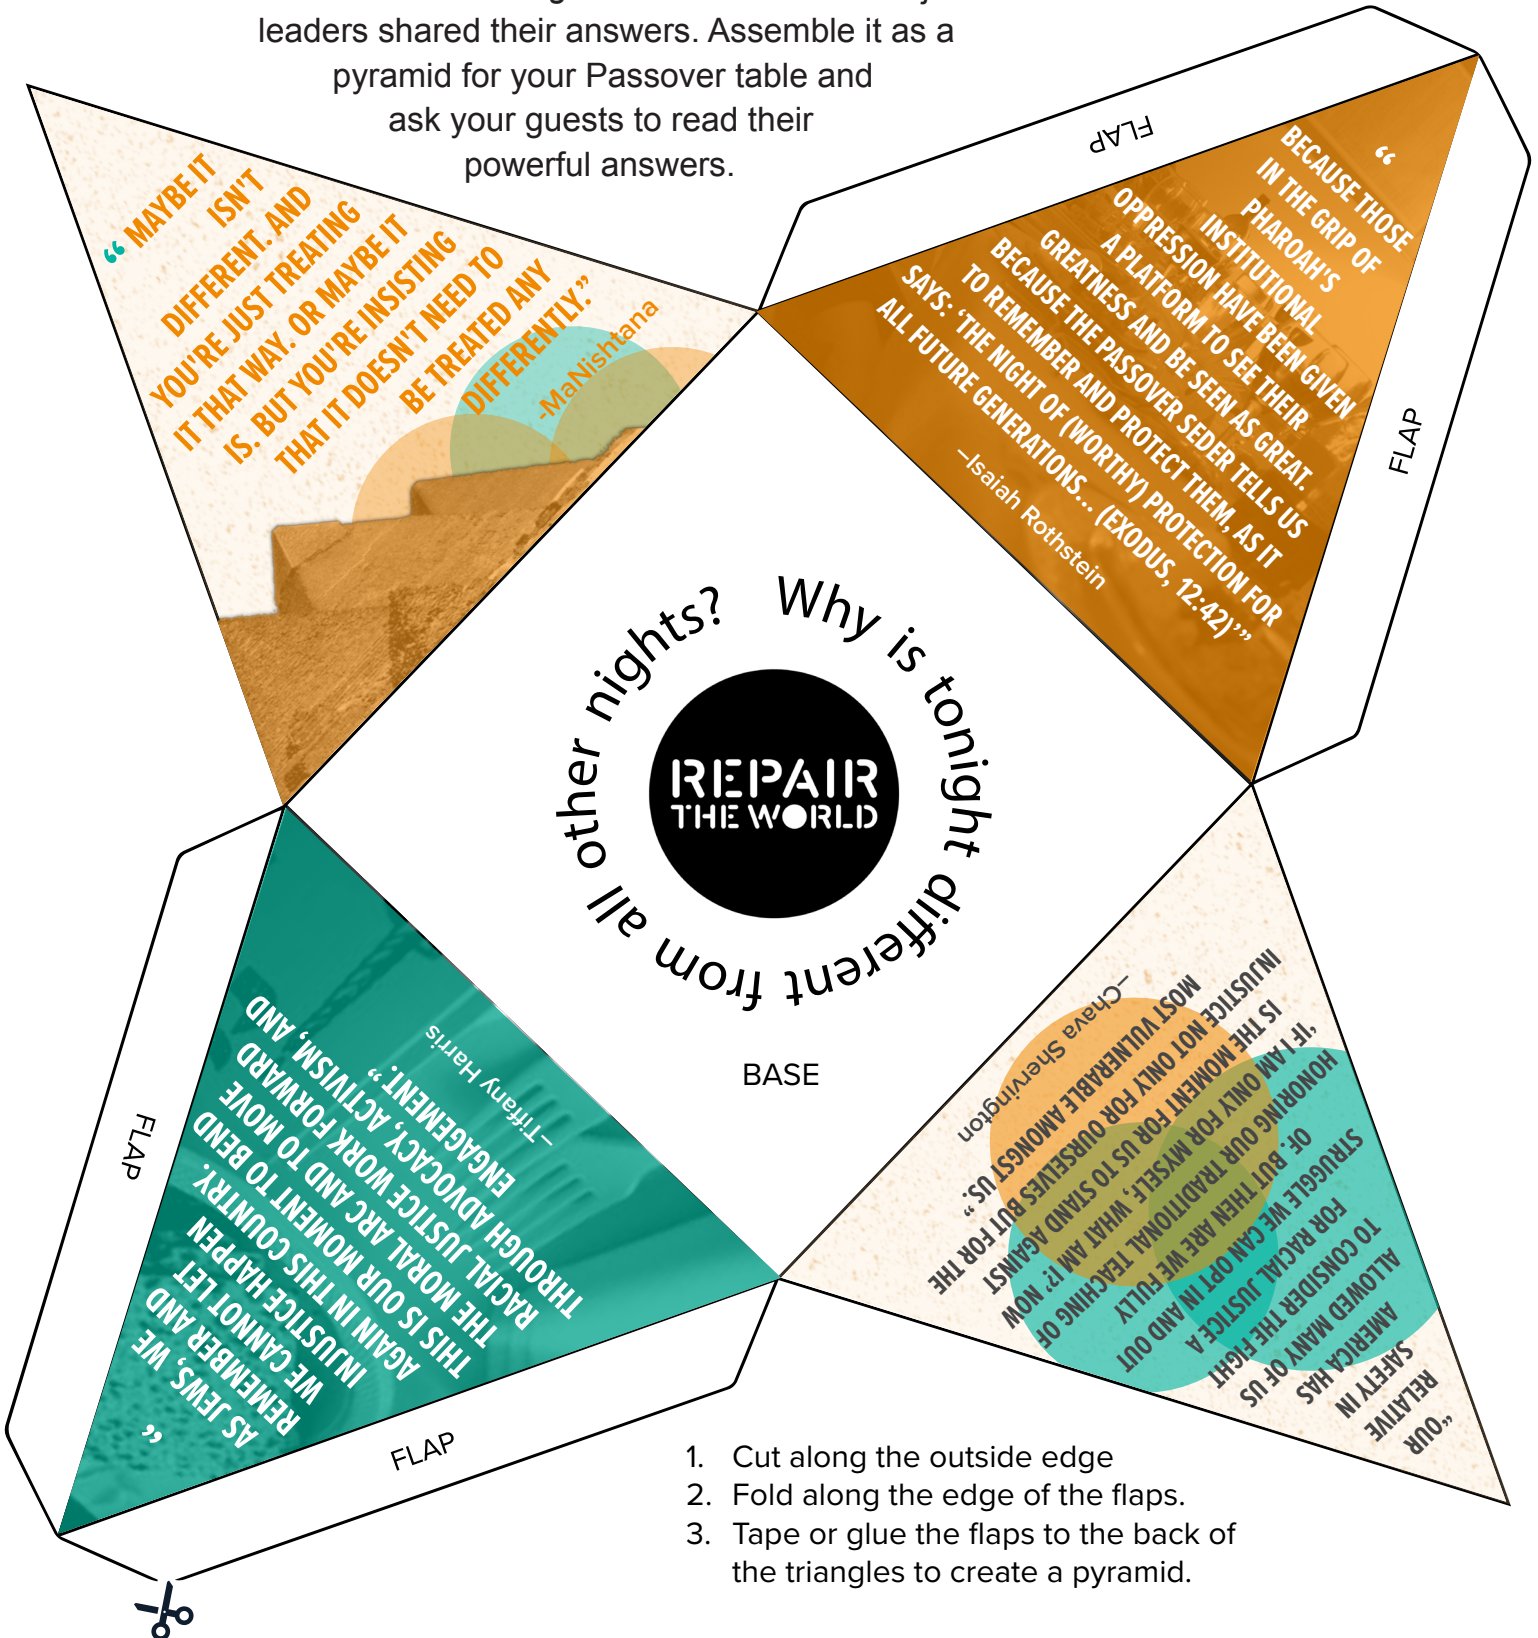 leaders shared their answers. Assemble it as a
pyramid for your Passover table and
ask your guests to read their
powerful answers.
“ MAYBE IT
ISN'T
DIFFERENT. AND
YOU'RE JUST TREATING
IT THAT WAY. OR MAYBE IT
IS. BUT YOU'RE INSISTING
THAT IT DOESN'T NEED TO
BE TREATED ANY
DIFFERENTLY.”
-MaNishtana
FLAP
“
BECAUSE THOSE
IN THE GRIP OF
PHAROAH'S
INSTITUTIONAL
OPPRESSION HAVE BEEN GIVEN
A PLATFORM TO SEE THEIR
GREATNESS AND BE SEEN AS GREAT.
BECAUSE THE PASSOVER SEDER TELLS US
TO REMEMBER AND PROTECT THEM, AS IT
SAYS: ‘THE NIGHT OF (WORTHY) PROTECTION FOR
ALL FUTURE GENERATIONS... (EXODUS, 12:42)’”
–Isaiah Rothstein
FLAP
Why is tonight different from all other nights?
REPAIR
THE WORLD
BASE
FLAP
“
AS JEWS, WE
REMEMBER AND
WE CANNOT LET
INJUSTICE HAPPEN
AGAIN IN THIS COUNTRY.
THIS IS OUR MOMENT TO BEND
THE MORAL ARC AND TO MOVE
RACIAL JUSTICE WORK FORWARD
THROUGH ADVOCACY, ACTIVISM, AND
ENGAGEMENT.”
–Tiffany Harris
FLAP
“OUR
RELATIVE
SAFETY IN
AMERICA HAS
ALLOWED MANY OF US
TO CONSIDER THE FIGHT
FOR RACIAL JUSTICE A
STRUGGLE WE CAN OPT IN AND OUT
OF. BUT THEN ARE WE FULLY
HONORING OUR TRADITIONAL TEACHING OF
‘IF I AM ONLY FOR MYSELF, WHAT AM I?’ NOW
IS THE MOMENT FOR US TO STAND AGAINST
INJUSTICE NOT ONLY FOR OURSELVES BUT FOR THE
MOST VULNERABLE AMONGST US.”
–Chava Shervington
1. Cut along the outside edge
2. Fold along the edge of the flaps.
3. Tape or glue the flaps to the back of
the triangles to create a pyramid.